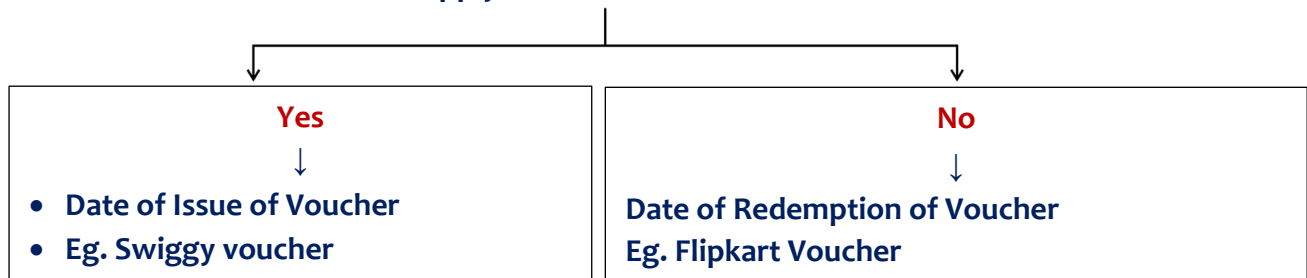 Yes
↓
• Date of Issue of Voucher
• Eg. Swiggy voucher
No
↓
Date of Redemption of Voucher
Eg. Flipkart Voucher